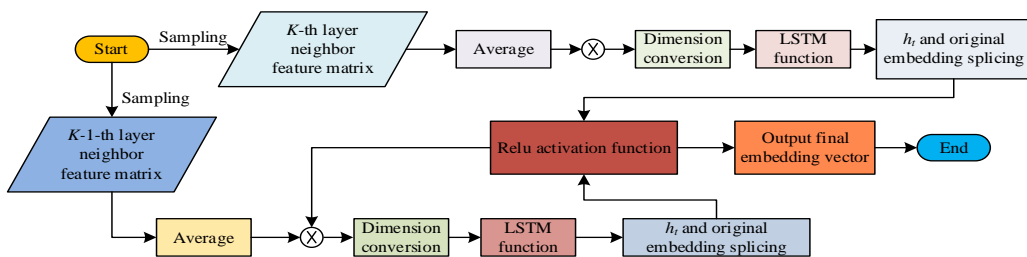 Start
Sampling
K-th layer
neighbor
feature matrix
Average
X
Dimension
conversion
LSTM
function
hₜ and original
embedding splicing
Sampling
K-1-th layer
neighbor
feature matrix
Relu activation function
Output final
embedding vector
End
Average
X
Dimension
conversion
LSTM
function
hₜ and original
embedding splicing